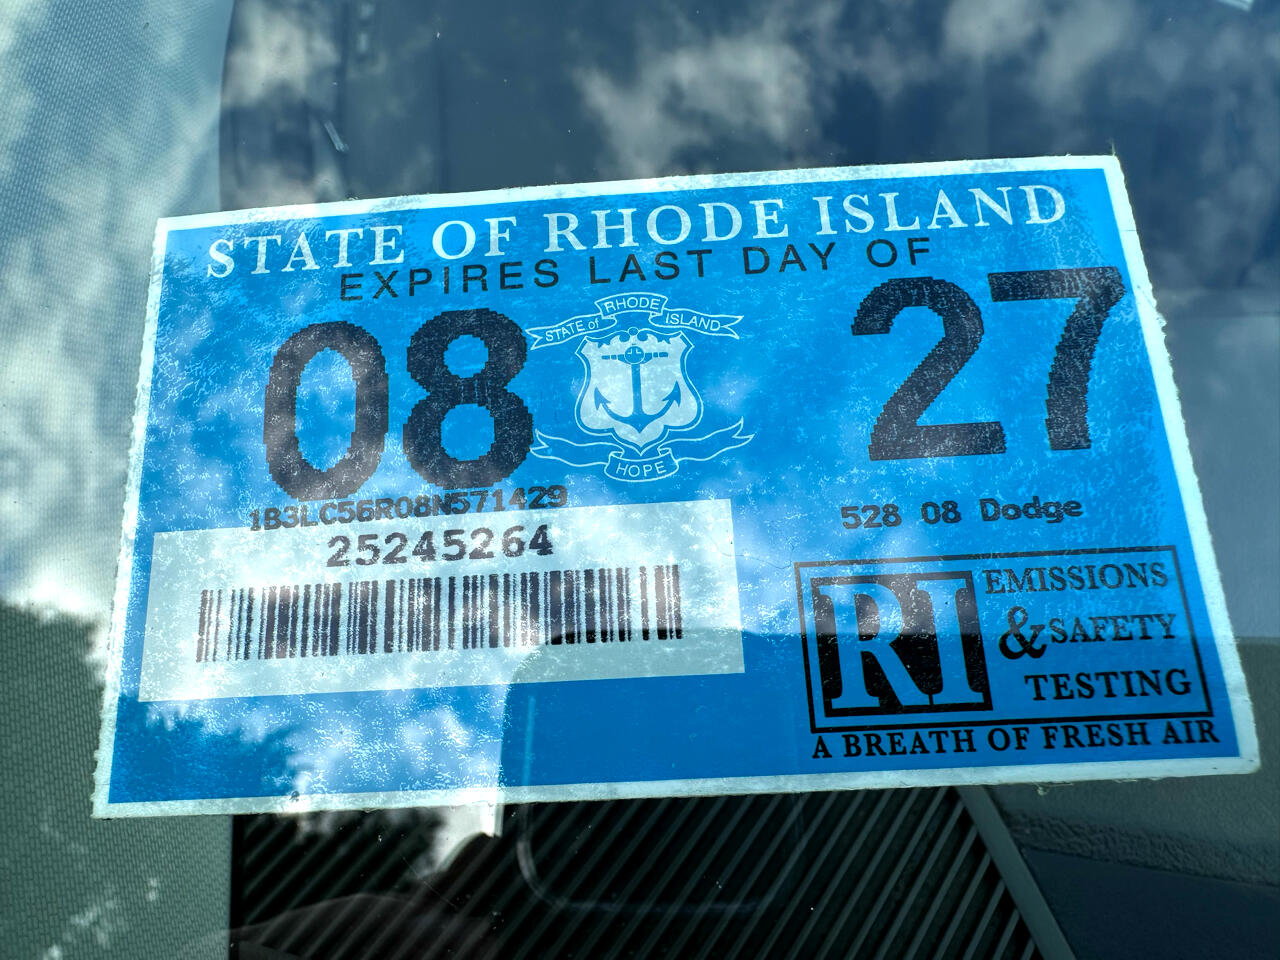 STATE OF RHODE ISLAND
EXPIRES LAST DAY OF
08 27
STATE of RHODE ISLAND
HOPE
1B3LC56R08N571429
25245264
528 08 Dodge
RI
EMISSIONS
& SAFETY
TESTING
A BREATH OF FRESH AIR